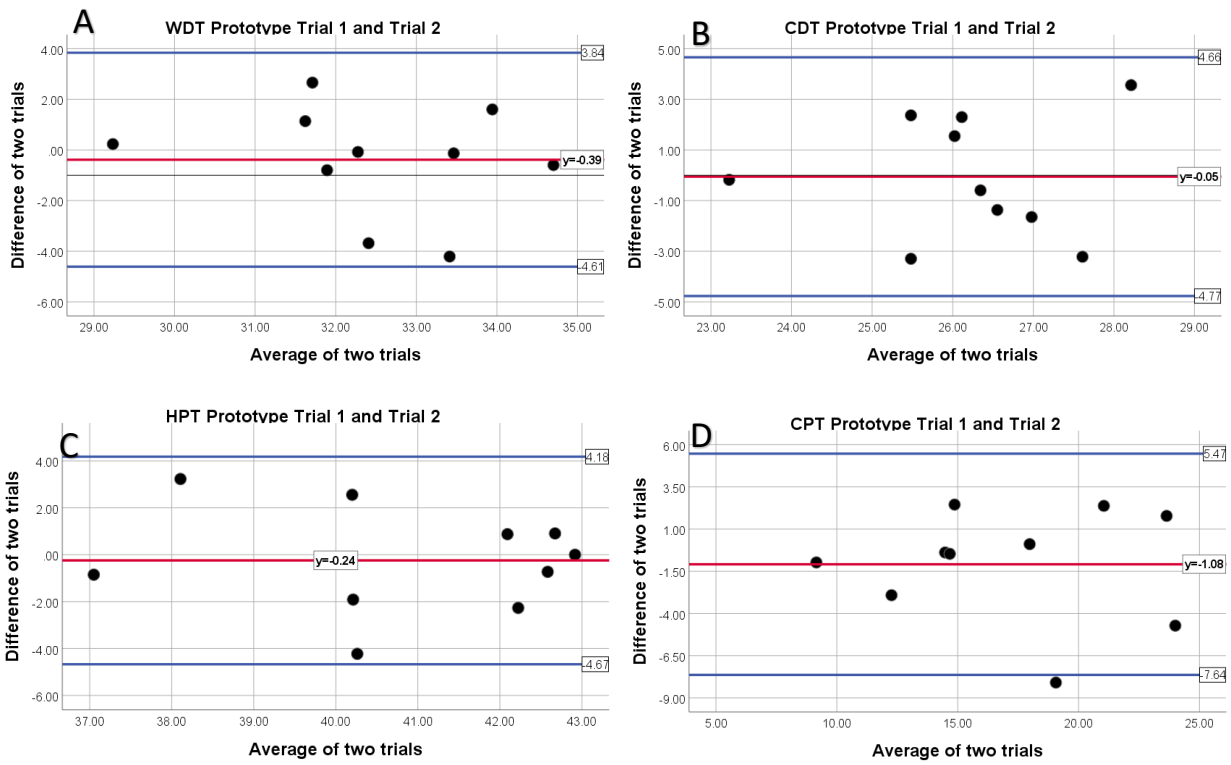 A
WDT Prototype Trial 1 and Trial 2
Difference of two trials
4.00
2.00
.00
-2.00
-4.00
-6.00
3.84
y=-0.39
-4.61
29.00 30.00 31.00 32.00 33.00 34.00 35.00
Average of two trials
B
CDT Prototype Trial 1 and Trial 2
Difference of two trials
5.00
3.00
1.00
-1.00
-3.00
-5.00
4.66
y=-0.05
-4.77
23.00 24.00 25.00 26.00 27.00 28.00 29.00
Average of two trials
C
HPT Prototype Trial 1 and Trial 2
Difference of two trials
4.00
2.00
.00
-2.00
-4.00
-6.00
4.18
y=-0.24
-4.67
37.00 38.00 39.00 40.00 41.00 42.00 43.00
Average of two trials
D
CPT Prototype Trial 1 and Trial 2
Difference of two trials
6.00
3.50
1.00
-1.50
-4.00
-6.50
-9.00
5.47
y=-1.08
-7.64
5.00 10.00 15.00 20.00 25.00
Average of two trials